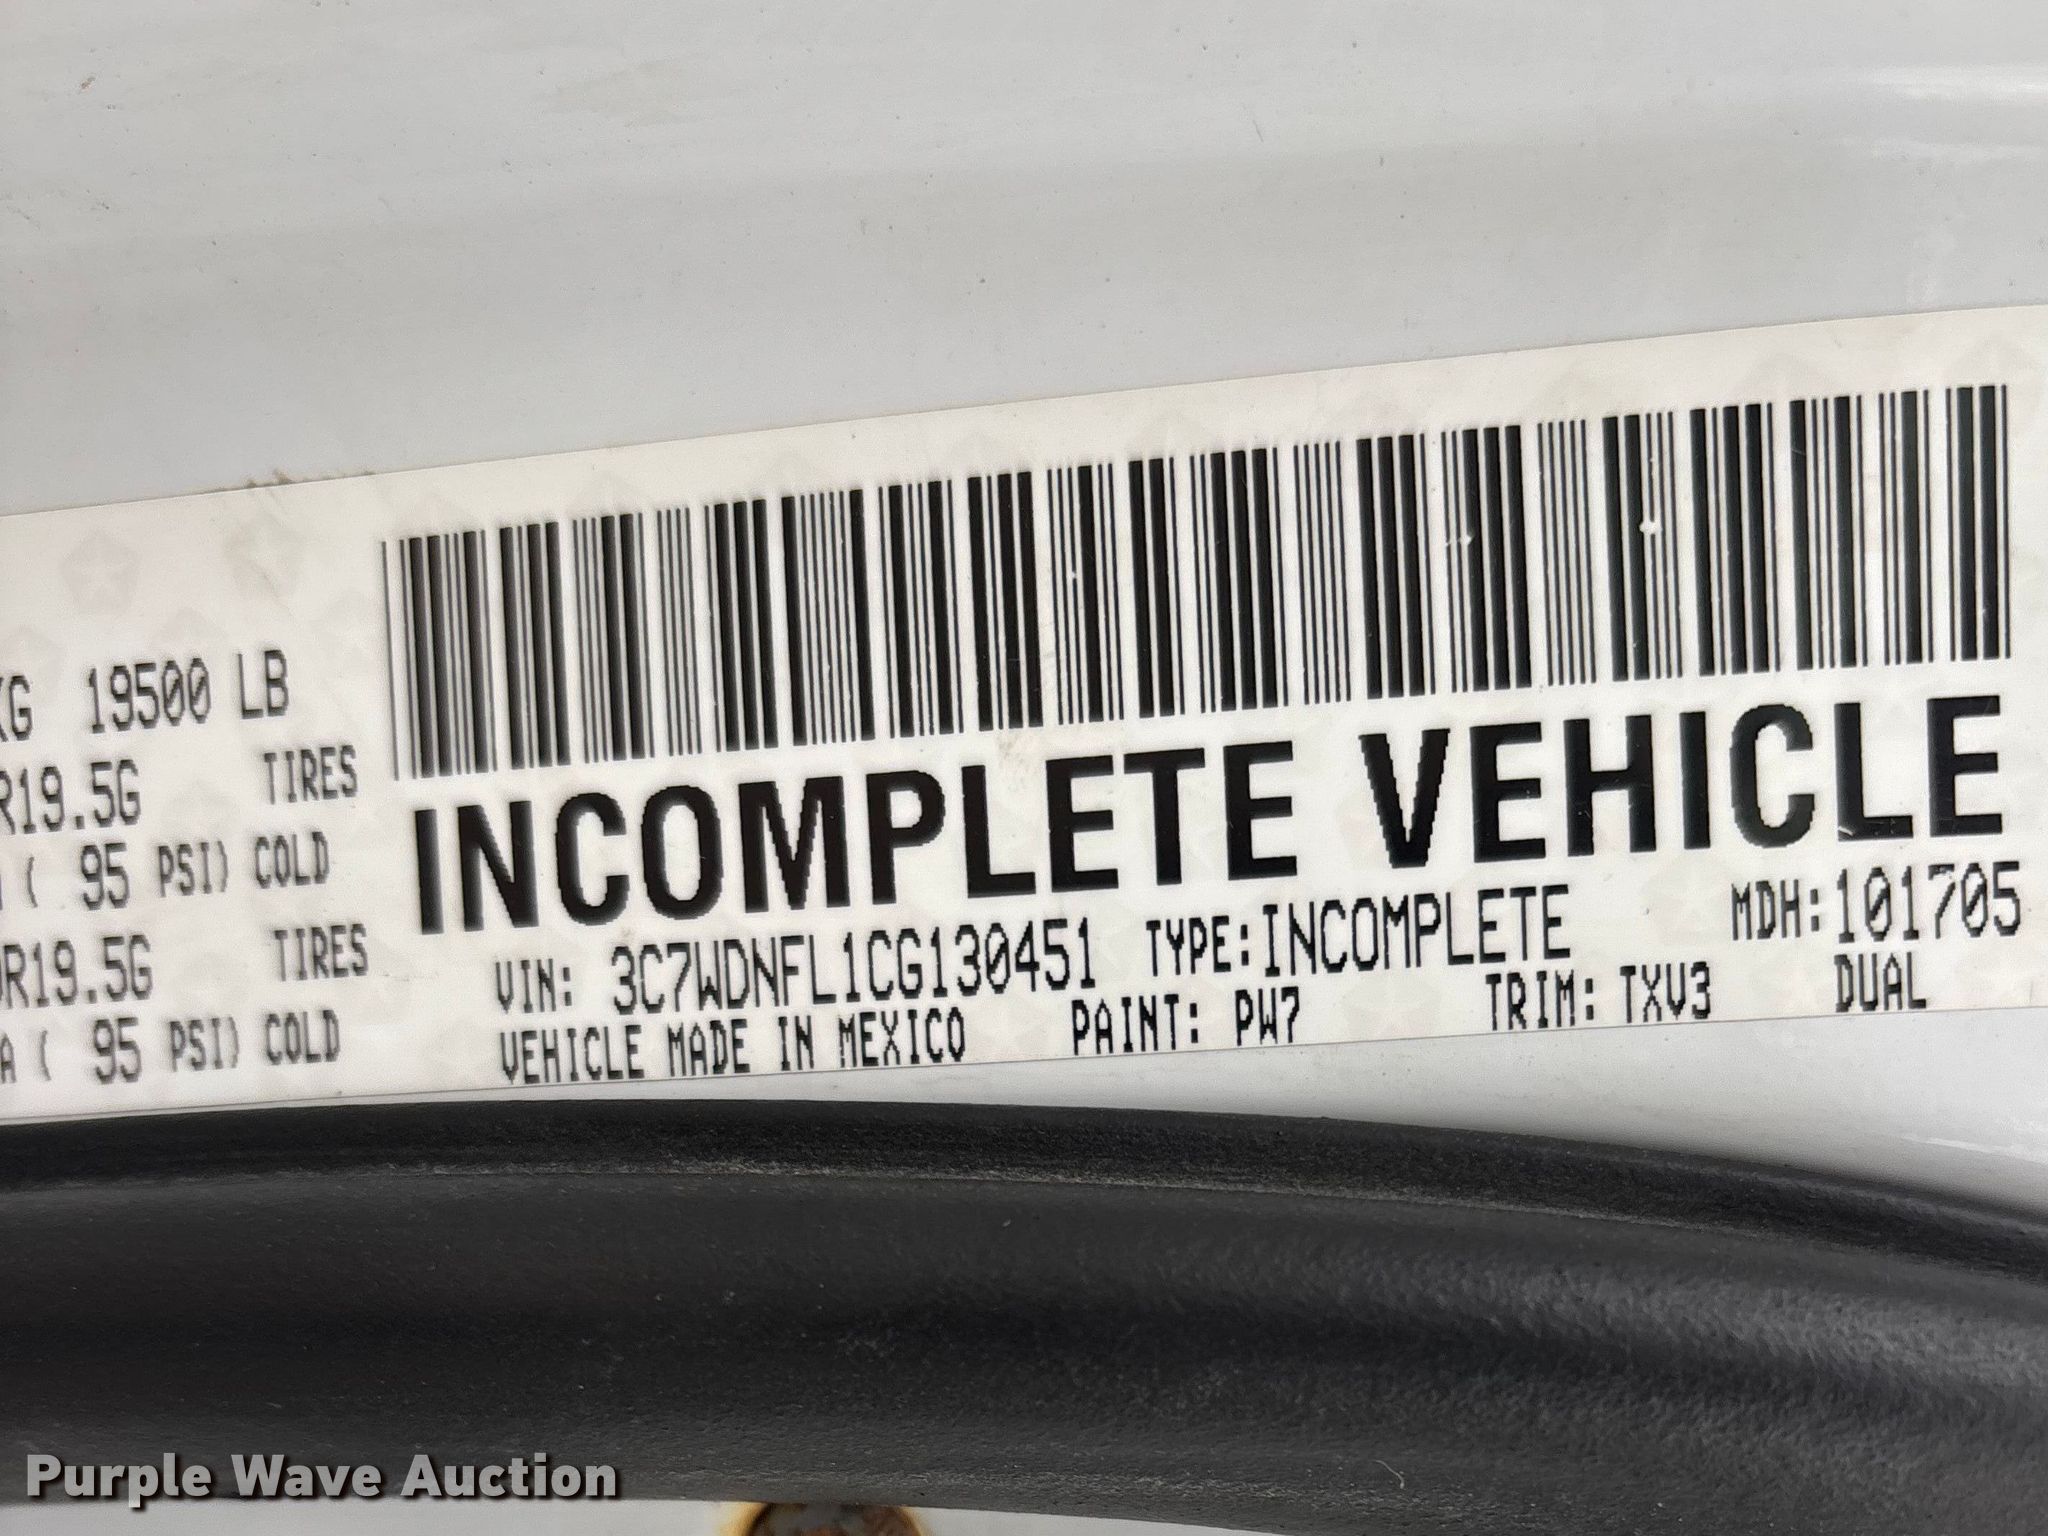 KG 19500 LB
R19.5G TIRES
( 95 PSI) COLD
0R19.5G TIRES
A ( 95 PSI) COLD
INCOMPLETE VEHICLE
VIN: 3C7WDNFL1CG130451 TYPE:INCOMPLETE MDH:101705
VEHICLE MADE IN MEXICO PAINT: PW7 TRIM: TXV3 DUAL
Purple Wave Auction